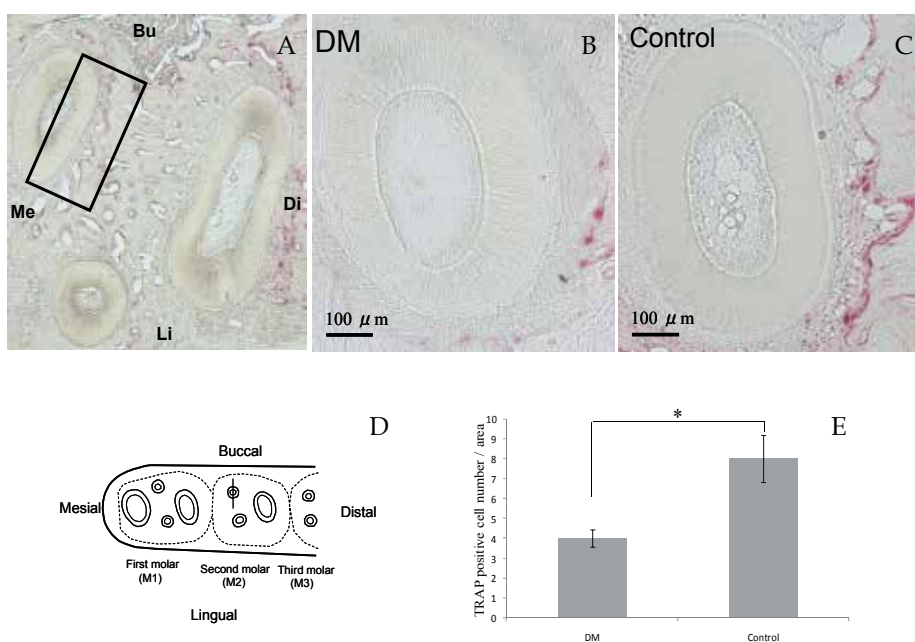 A
Bu
Me
Di
Li
DM
B
100 μm
Control
C
100 μm
D
Buccal
Mesial
Distal
First molar
(M1)
Second molar
(M2)
Third molar
(M3)
Lingual
E
*
TRAP positive cell number / area
10
9
8
7
6
5
4
3
2
1
0
DM
Control